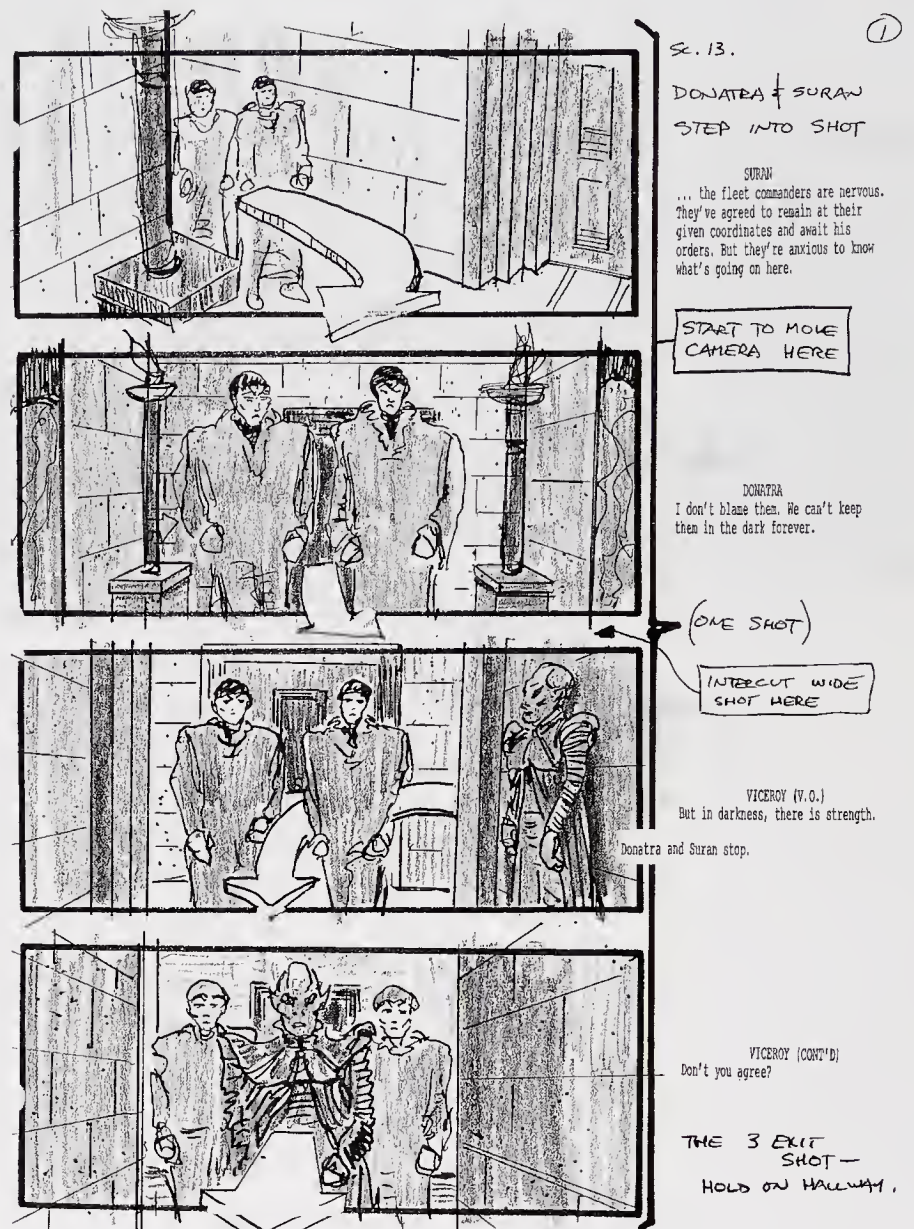 1
Sc. 13.
DONATRA & SURAN
STEP INTO SHOT
SURAN
... the fleet commanders are nervous.
They've agreed to remain at their
given coordinates and await his
orders. But they're anxious to know
what's going on here.
START TO MOVE
CAMERA HERE
DONATRA
I don't blame them. We can't keep
them in the dark forever.
(ONE SHOT)
INTERCUT WIDE
SHOT HERE
VICEROY (V.O.)
But in darkness, there is strength.
Donatra and Suran stop.
VICEROY (CONT'D)
Don't you agree?
THE 3 EXIT
SHOT —
HOLD ON HALLWAY.